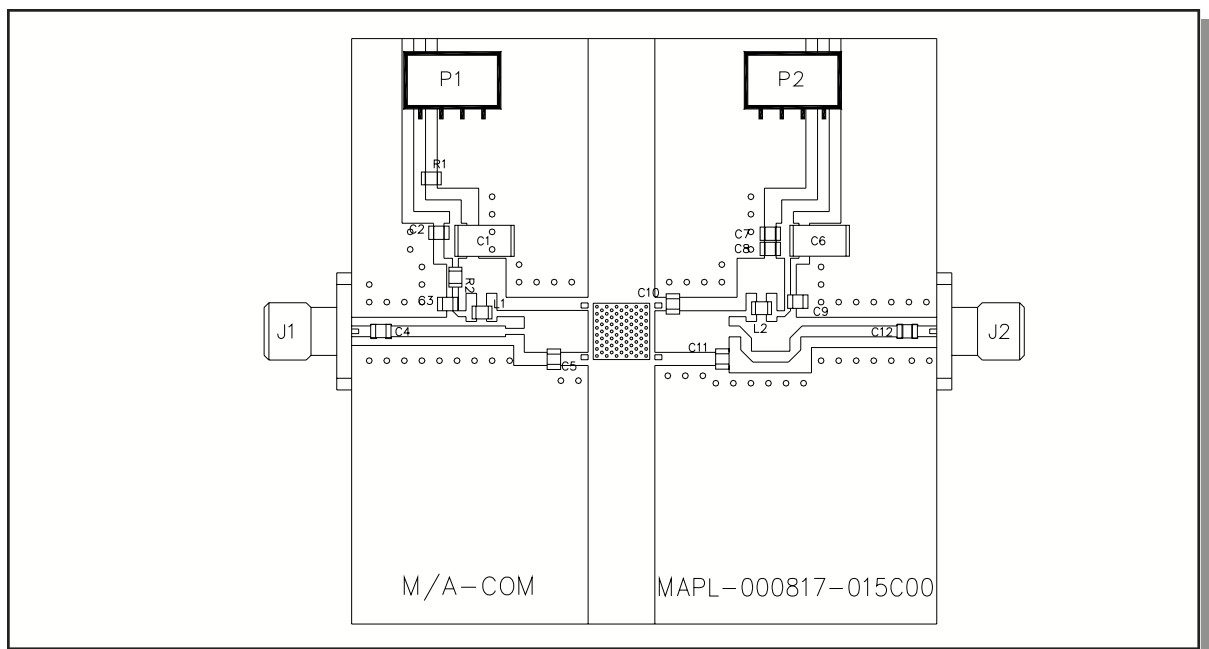 P1
P2
R1
C2
C1
C7
C6
C8
R2
C3
L1
C10
C9
L2
J1
C4
C12
J2
C5
C11
M/A-COM
MAPL-000817-015C00